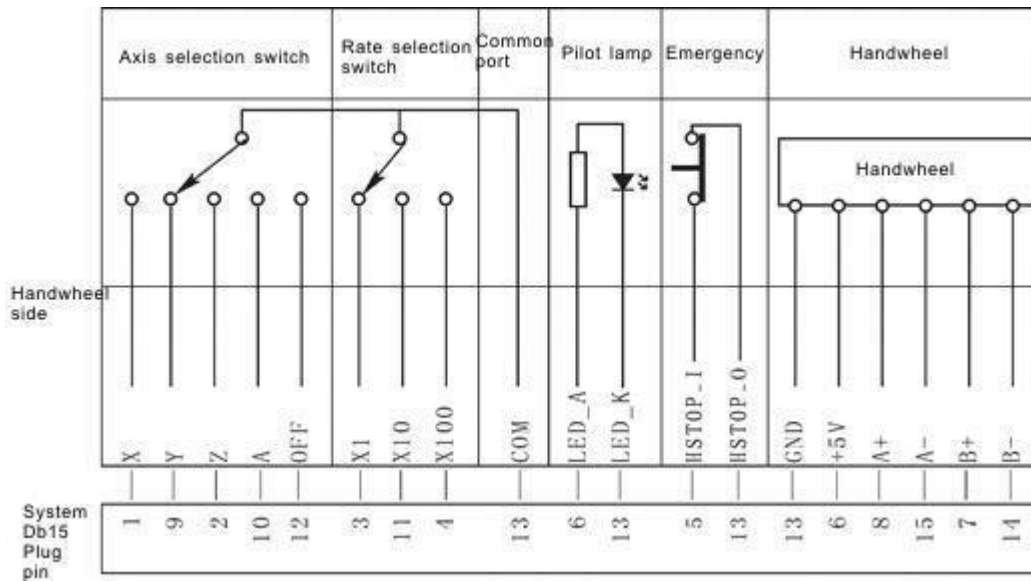 Axis selection switch
Rate selection
switch
Common
port
Pilot lamp
Emergency
Handwheel
Handwheel
Handwheel
side
X
Y
Z
A
OFF
X1
X10
X100
COM
LED_A
LED_K
HSTOP-I
HSTOP-O
GND
+5V
A+
A-
B+
B-
System
Db15
Plug
pin
1
9
2
10
12
3
11
4
13
6
13
5
13
13
6
8
15
7
14